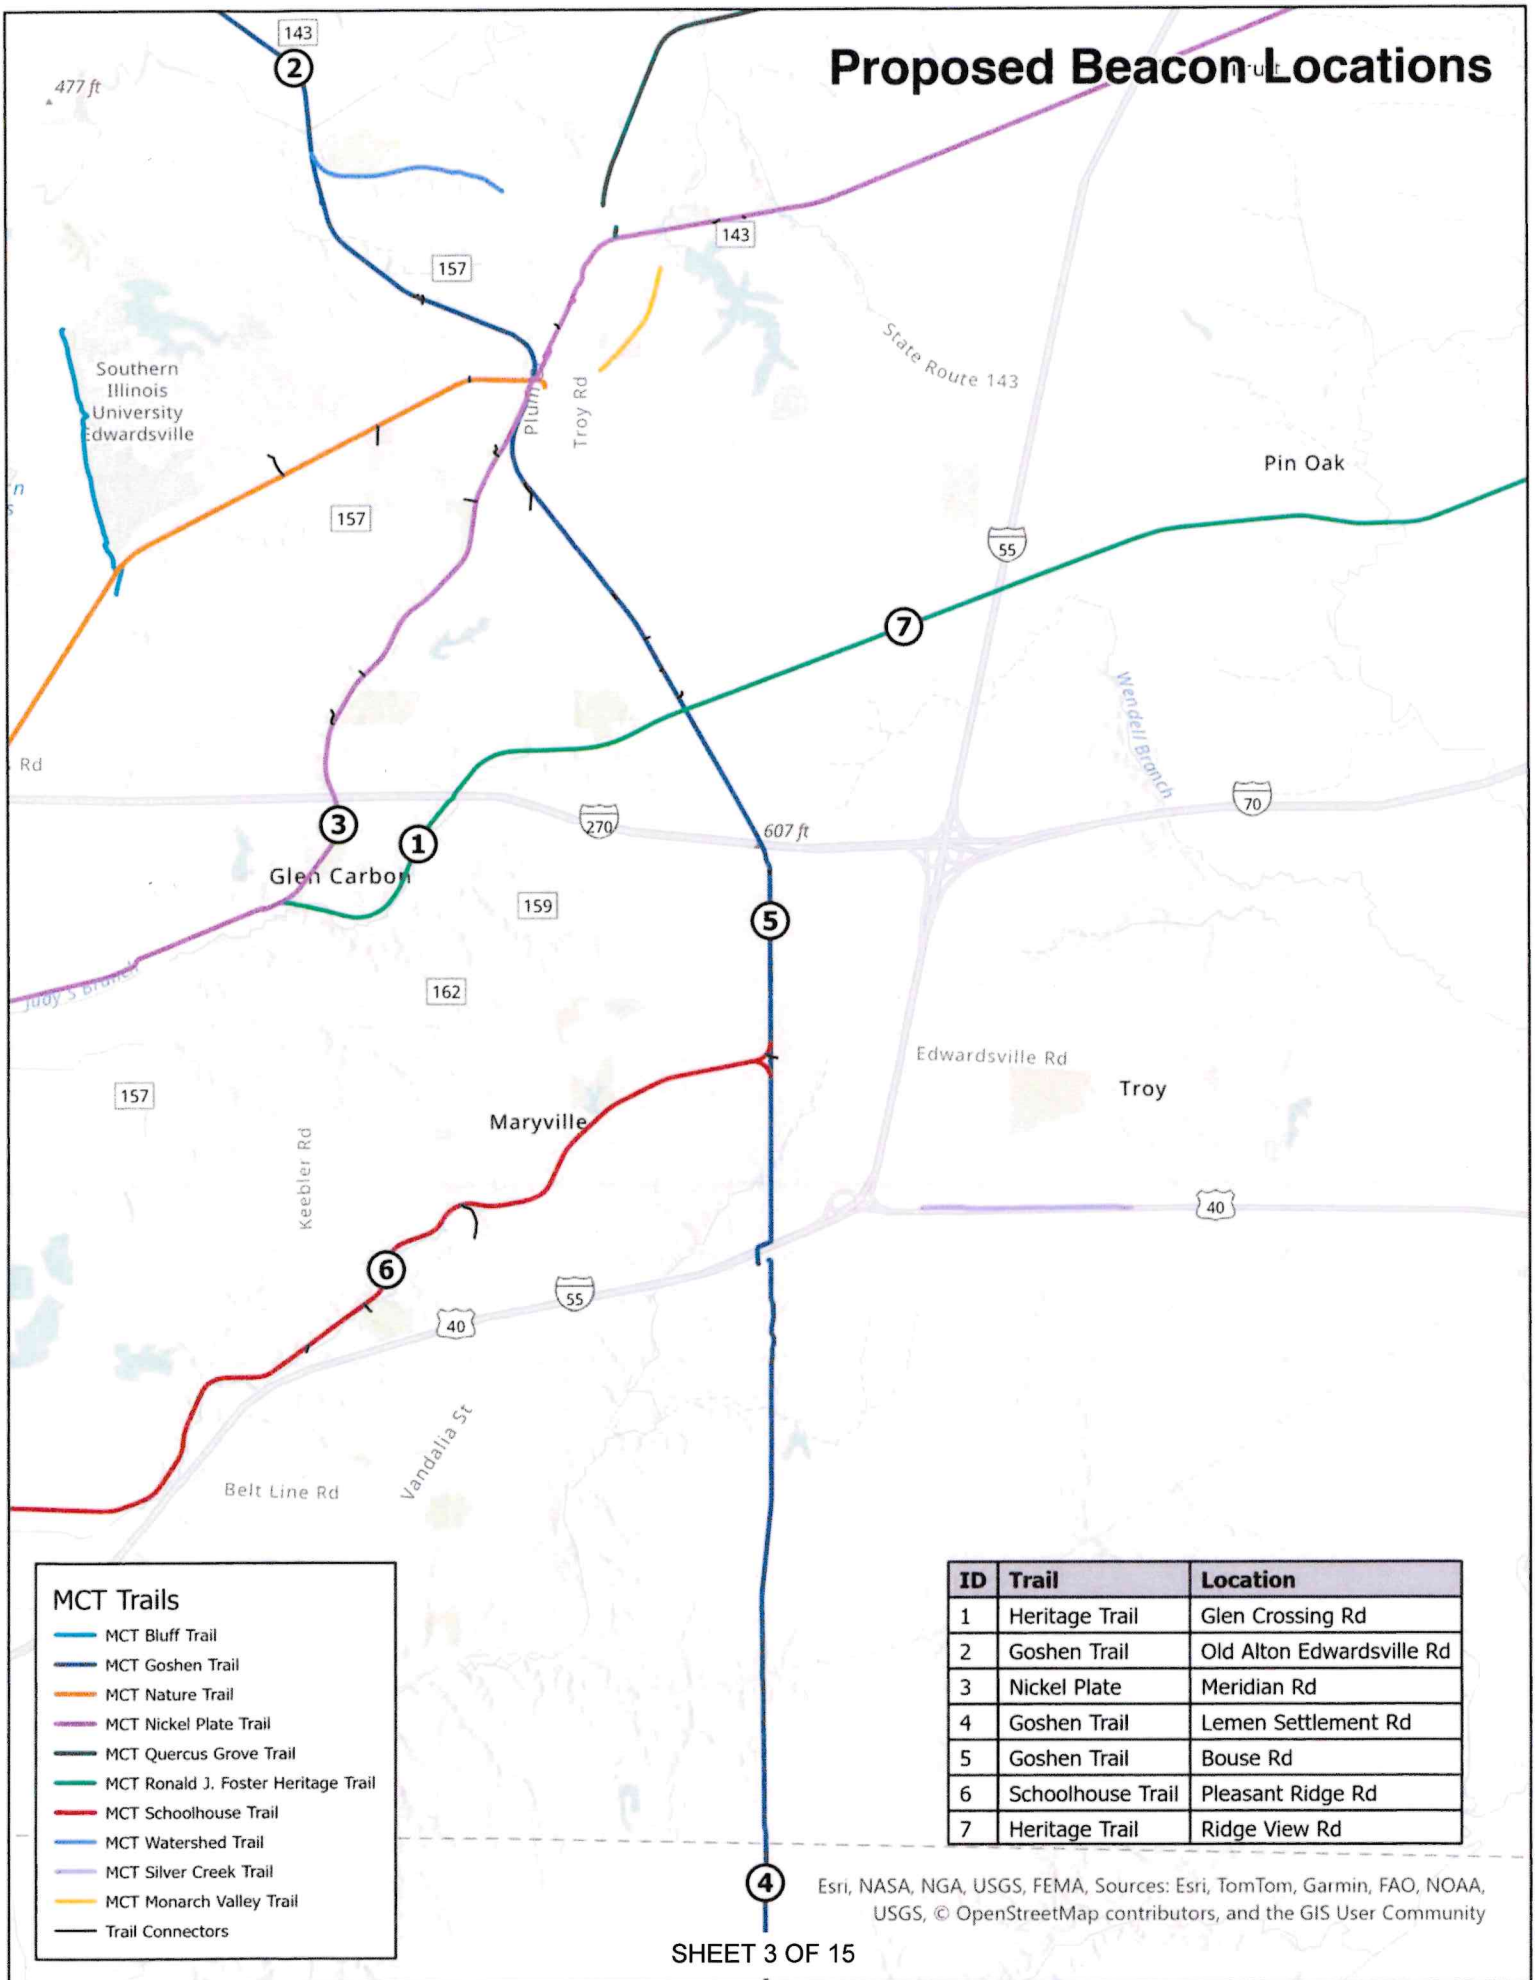 Proposed Beacon Locations
143
2
477 ft
143
157
Southern
Illinois
University
Edwardsville
Plum
Troy Rd
State Route 143
Pin Oak
157
55
7
Wendell Branch
Rd
3
1
270
607 ft
70
Glen Carbon
159
5
Judy S Branch
162
Edwardsville Rd
Troy
157
Maryville
Keebler Rd
40
6
55
40
Vandalia St
Belt Line Rd
MCT Trails
MCT Bluff Trail
MCT Goshen Trail
MCT Nature Trail
MCT Nickel Plate Trail
MCT Quercus Grove Trail
MCT Ronald J. Foster Heritage Trail
MCT Schoolhouse Trail
MCT Watershed Trail
MCT Silver Creek Trail
MCT Monarch Valley Trail
Trail Connectors
ID Trail Location
1 Heritage Trail Glen Crossing Rd
2 Goshen Trail Old Alton Edwardsville Rd
3 Nickel Plate Meridian Rd
4 Goshen Trail Lemen Settlement Rd
5 Goshen Trail Bouse Rd
6 Schoolhouse Trail Pleasant Ridge Rd
7 Heritage Trail Ridge View Rd
4
Esri, NASA, NGA, USGS, FEMA, Sources: Esri, TomTom, Garmin, FAO, NOAA,
USGS, © OpenStreetMap contributors, and the GIS User Community
SHEET 3 OF 15